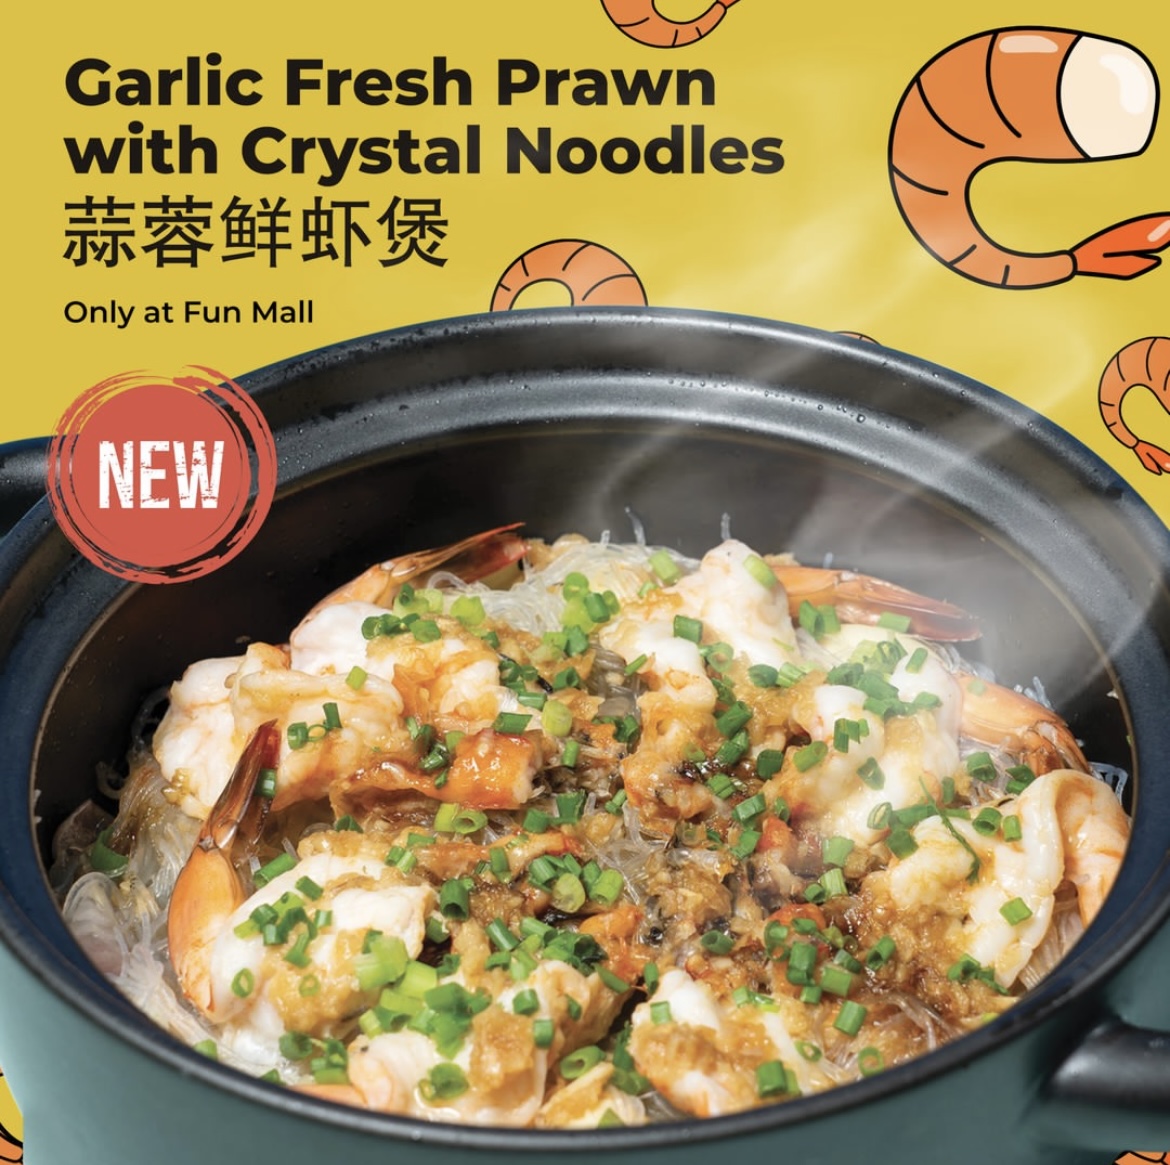 Garlic Fresh Prawn
with Crystal Noodles
蒜蓉鲜虾煲
Only at Fun Mall
NEW